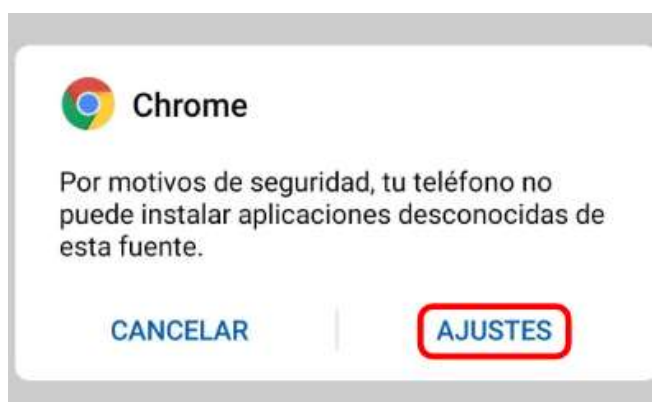 Chrome
Por motivos de seguridad, tu teléfono no
puede instalar aplicaciones desconocidas de
esta fuente.
CANCELAR
AJUSTES